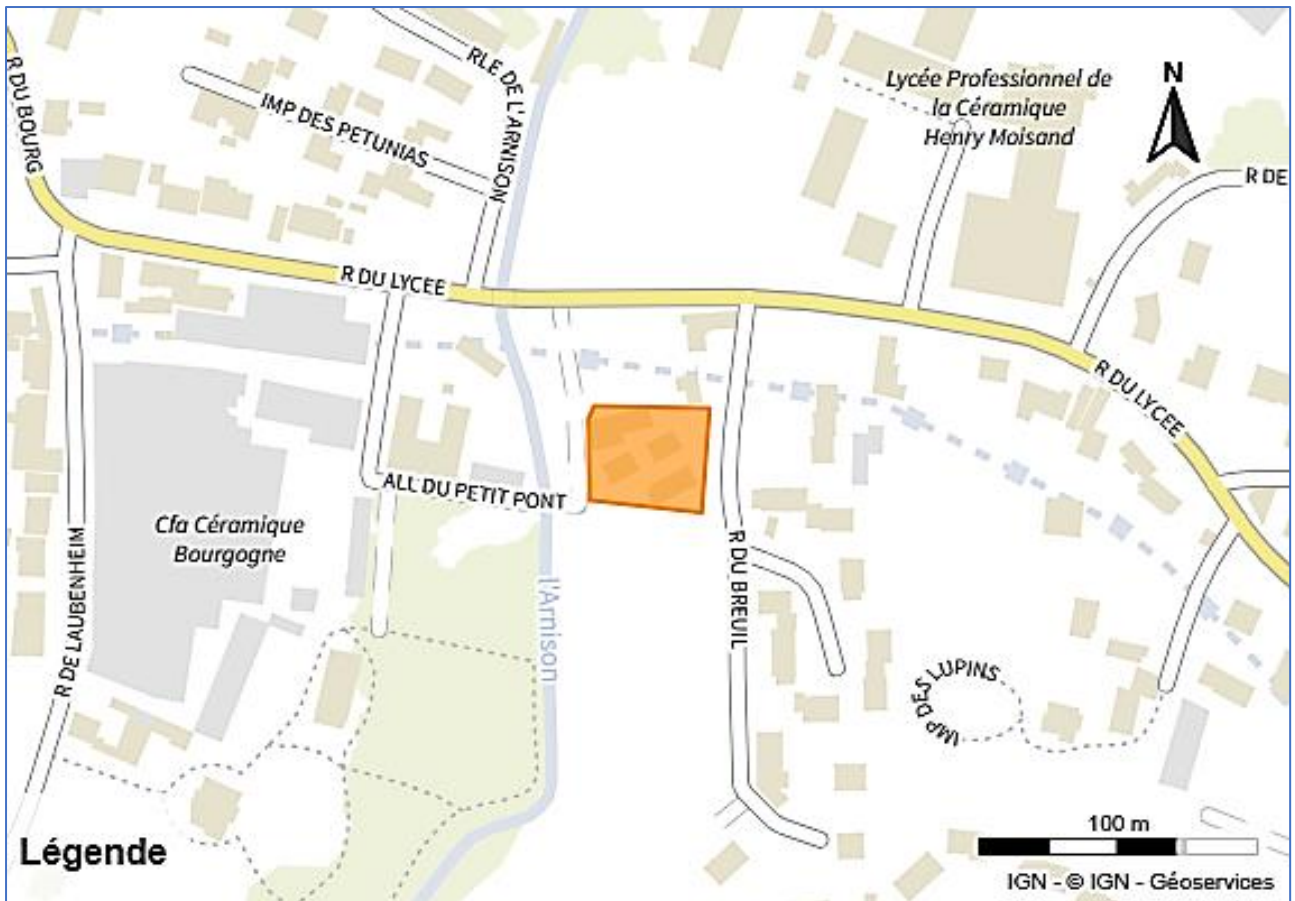 R DU BOURG
RLE DE L'ARNISON
IMP DES PETUNIAS
Lycée Professionnel de
la Céramique
Henry Moisand
N
R DE
R DU LYCEE
R DU LYCEE
ALL DU PETIT PONT
Cfa Céramique
Bourgogne
R DE LAUBENHEIM
l'Arnison
R DU BREUIL
IMP DES LUPINS
Légende
100 m
IGN - © IGN - Géoservices